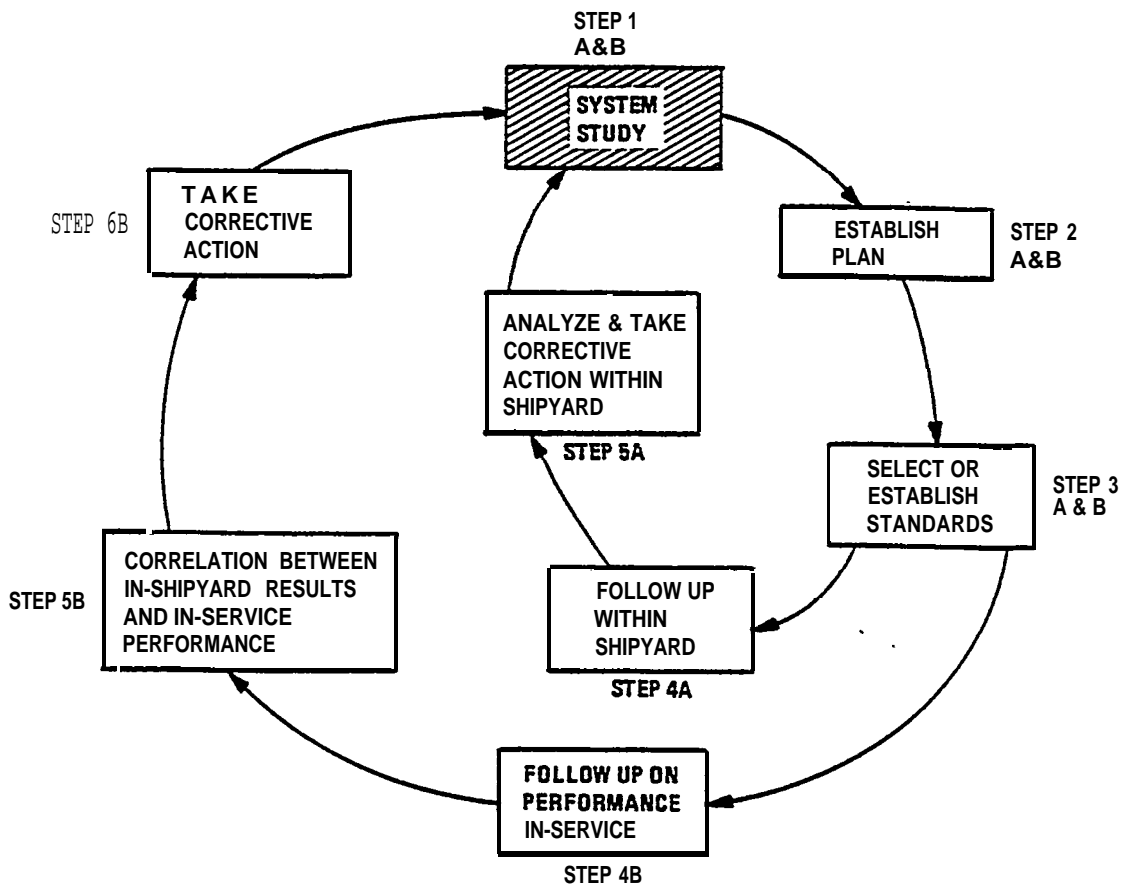 STEP 1
A&B
SYSTEM
STUDY
TAKE
CORRECTIVE
ACTION
STEP 6B
ESTABLISH
PLAN
STEP 2
A&B
ANALYZE & TAKE
CORRECTIVE
ACTION WITHIN
SHIPYARD
STEP 5A
SELECT OR
ESTABLISH
STANDARDS
STEP 3
A & B
CORRELATION BETWEEN
IN-SHIPYARD RESULTS
AND IN-SERVICE
PERFORMANCE
STEP 5B
FOLLOW UP
WITHIN
SHIPYARD
STEP 4A
FOLLOW UP ON
PERFORMANCE
IN-SERVICE
STEP 4B